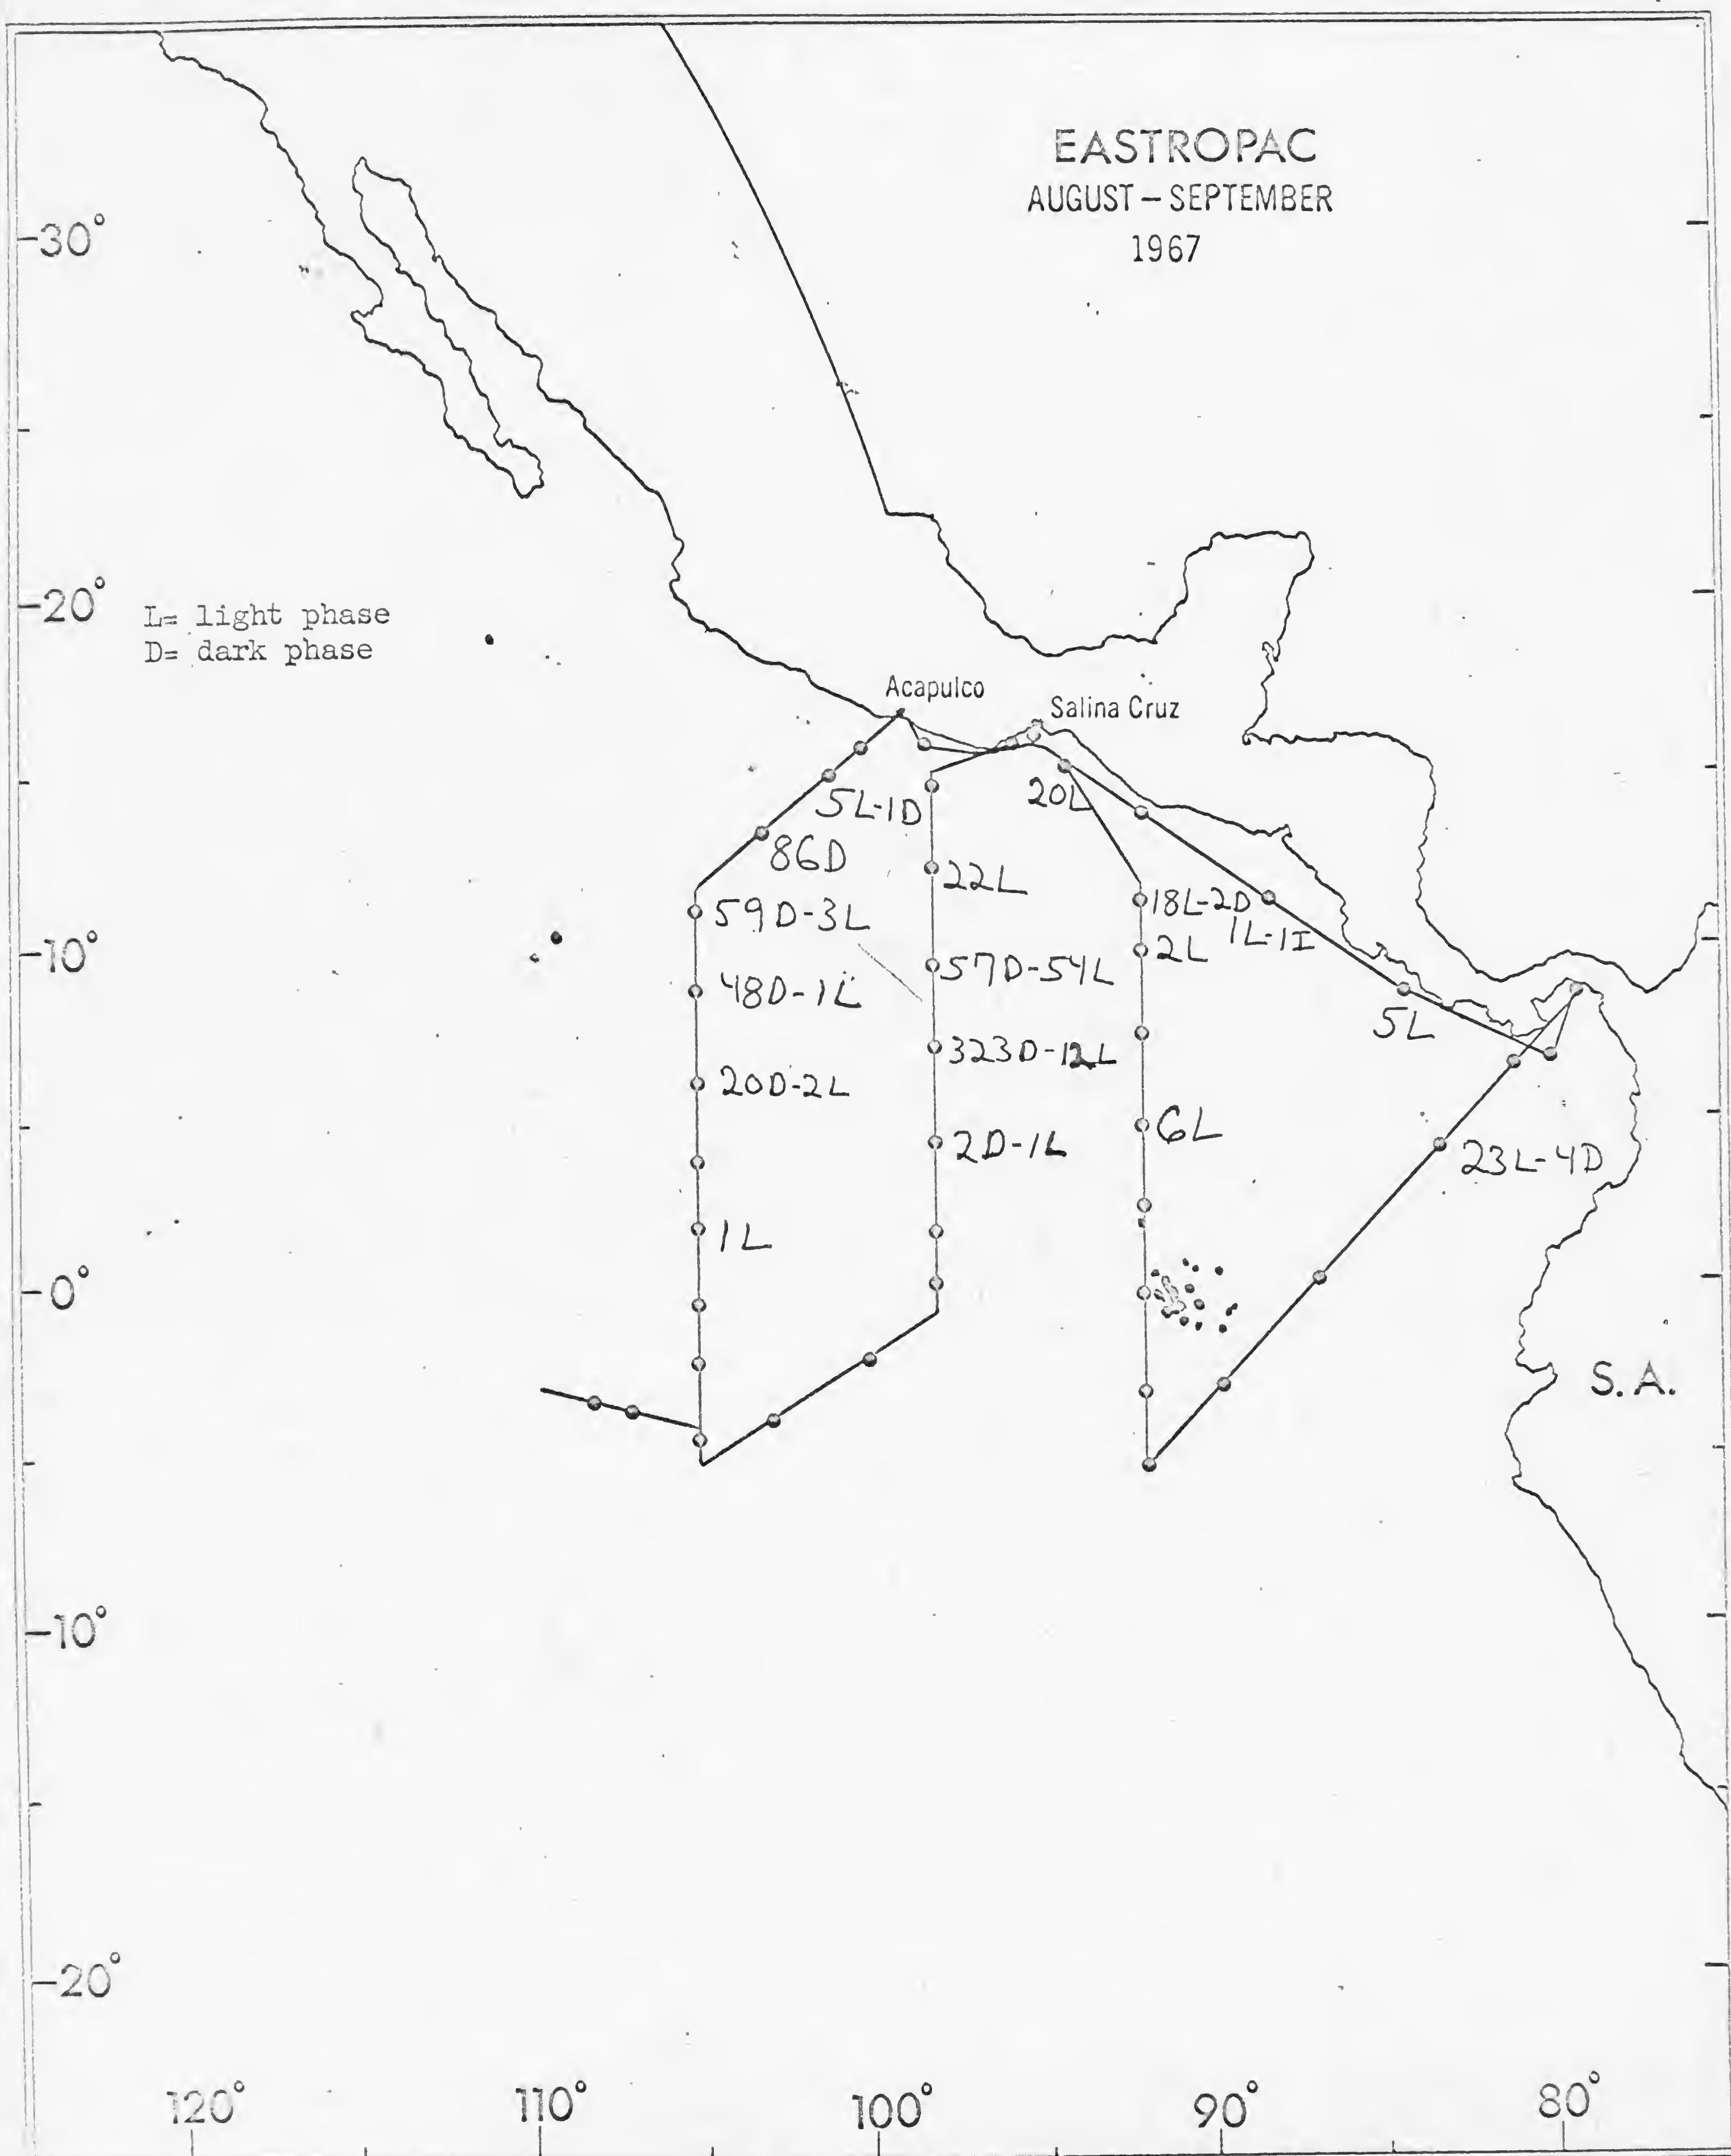 EASTROPAC
AUGUST – SEPTEMBER
1967
30°
20°
L= light phase
D= dark phase
Acapulco
Salina Cruz
5L-1D
20L
86D
22L
59D-3L
18L-2D
1L-1I
10°
2L
57D-54L
48D-1L
5L
323D-12L
20D-2L
6L
2D-1L
23L-4D
1L
0°
S. A.
10°
20°
120°
110°
100°
90°
80°